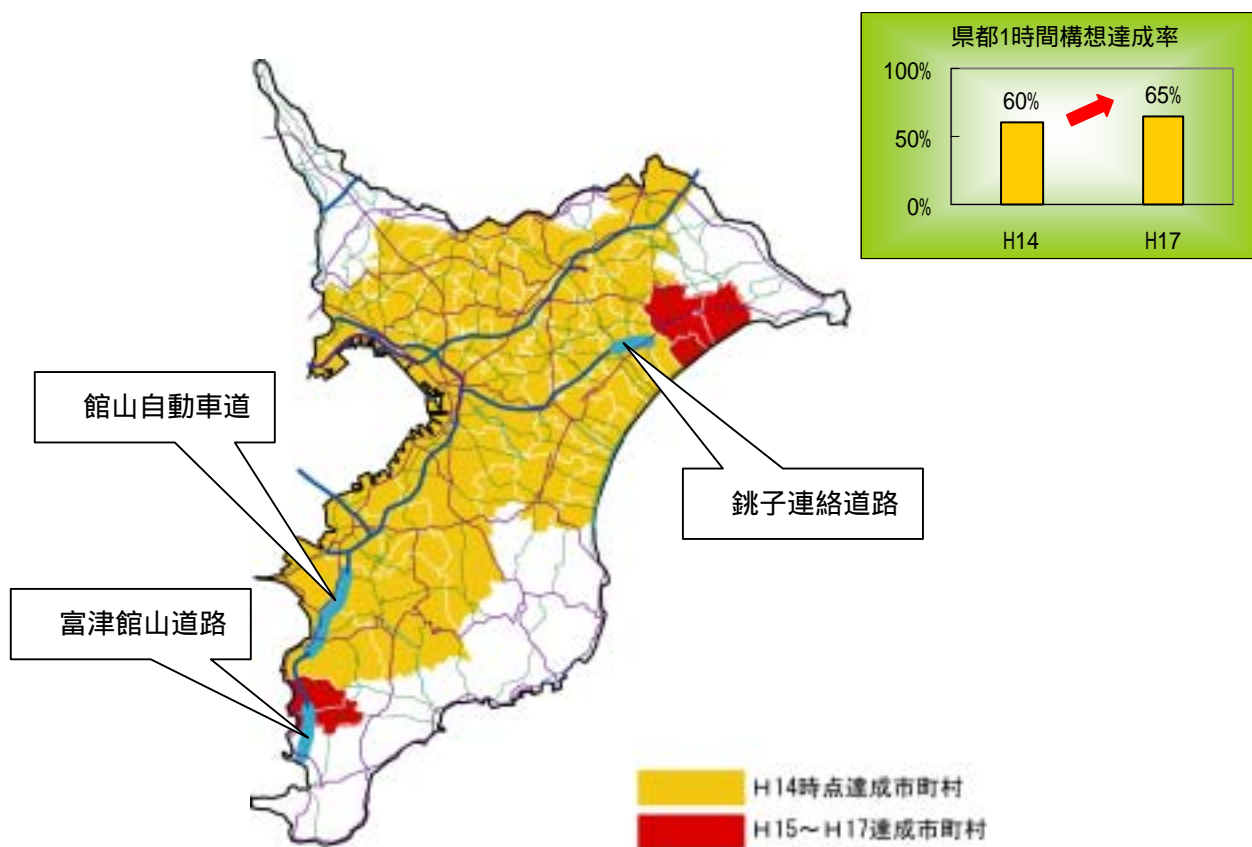 県都1時間構想達成率
100%
60%
65%
50%
0%
H14
H17
館山自動車道
銚子連絡道路
富津館山道路
H14時点達成市町村
H15～H17達成市町村